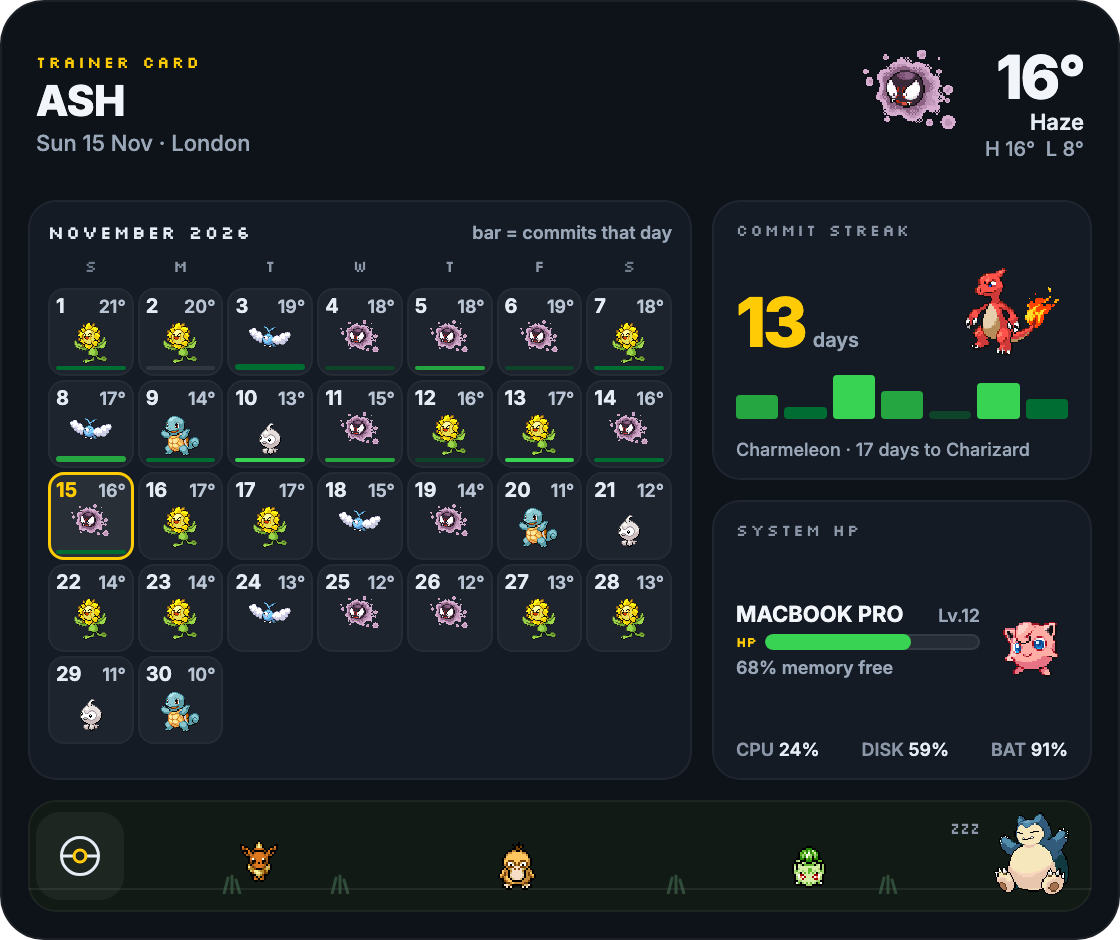 TRAINER CARD
ASH
Sun 15 Nov · London
16°
Haze
H 16° L 8°
NOVEMBER 2026
bar = commits that day
S M T W T F S
1 21° 2 20° 3 19° 4 18° 5 18° 6 19° 7 18°
8 17° 9 14° 10 13° 11 15° 12 16° 13 17° 14 16°
15 16° 16 17° 17 17° 18 15° 19 14° 20 11° 21 12°
22 14° 23 14° 24 13° 25 12° 26 12° 27 13° 28 13°
29 11° 30 10°
COMMIT STREAK
13 days
Charmeleon · 17 days to Charizard
SYSTEM HP
MACBOOK PRO Lv.12
HP
68% memory free
CPU 24% DISK 59% BAT 91%
zzz